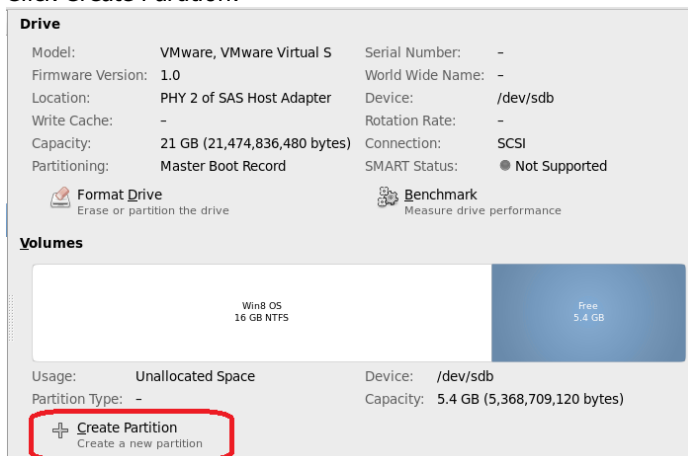 Click Create Partition.
Drive
Model: VMware, VMware Virtual S Serial Number: –
Firmware Version: 1.0 World Wide Name: –
Location: PHY 2 of SAS Host Adapter Device: /dev/sdb
Write Cache: – Rotation Rate: –
Capacity: 21 GB (21,474,836,480 bytes) Connection: SCSI
Partitioning: Master Boot Record SMART Status: Not Supported
Format Drive Benchmark
Erase or partition the drive Measure drive performance
Volumes
Win8 OS Free
16 GB NTFS 5.4 GB
Usage: Unallocated Space Device: /dev/sdb
Partition Type: – Capacity: 5.4 GB (5,368,709,120 bytes)
Create Partition
Create a new partition